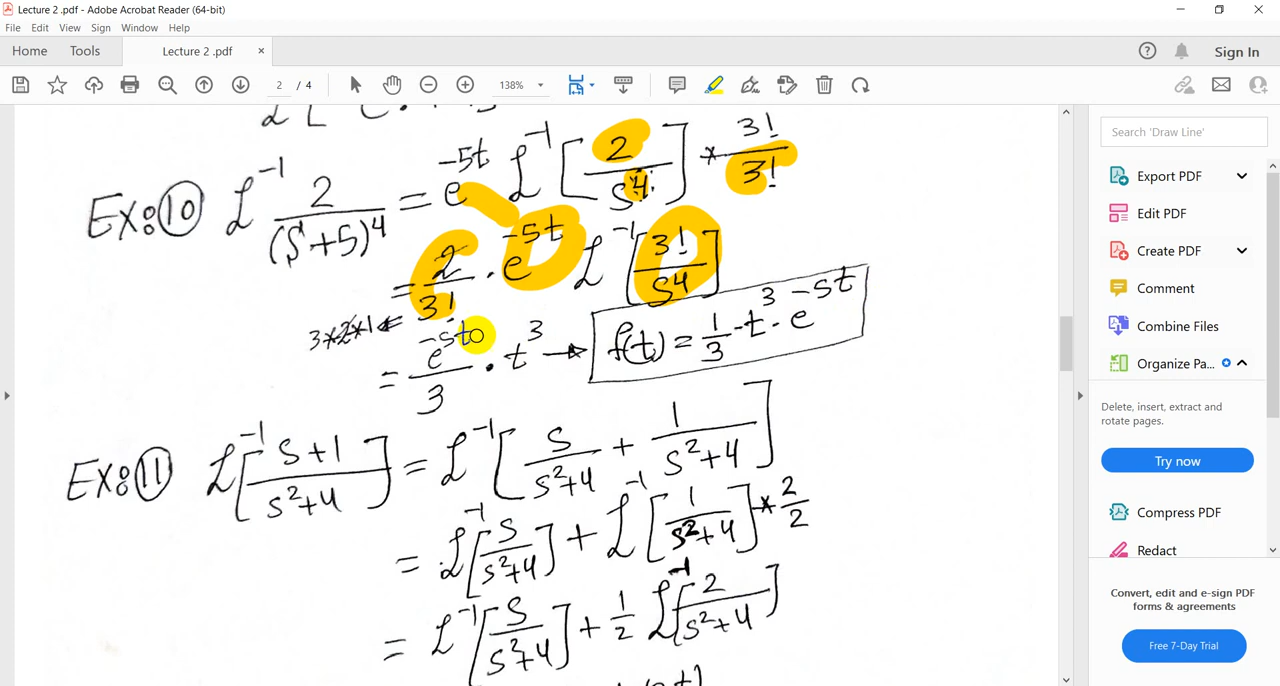 Lecture 2 .pdf - Adobe Acrobat Reader (64-bit)
File Edit View Sign Window Help
Home Tools Lecture 2 .pdf × Sign In
2 / 4 138%
Ex:⑩ ℒ⁻¹ 2/(S+5)⁴ = e^-5t ℒ⁻¹ [2/S⁴] * 3!/3!
= 2/3! · e^-5t ℒ⁻¹ [3!/S⁴]
3*2*1 ⇐
= e^-5t/3 · t³ → f(t) = 1/3 · t³ · e^-5t
Ex:⑪ ℒ⁻¹[S+1/S²+4] = ℒ⁻¹ [S/S²+4 + 1/S²+4]
= ℒ⁻¹[S/S²+4] + ℒ⁻¹[1/S²+4] * 2/2
= ℒ⁻¹[S/S²+4] + 1/2 ℒ⁻¹[2/S²+4]
Search 'Draw Line'
Export PDF
Edit PDF
Create PDF
Comment
Combine Files
Organize Pa...
Delete, insert, extract and
rotate pages.
Try now
Compress PDF
Redact
Convert, edit and e-sign PDF
forms & agreements
Free 7-Day Trial